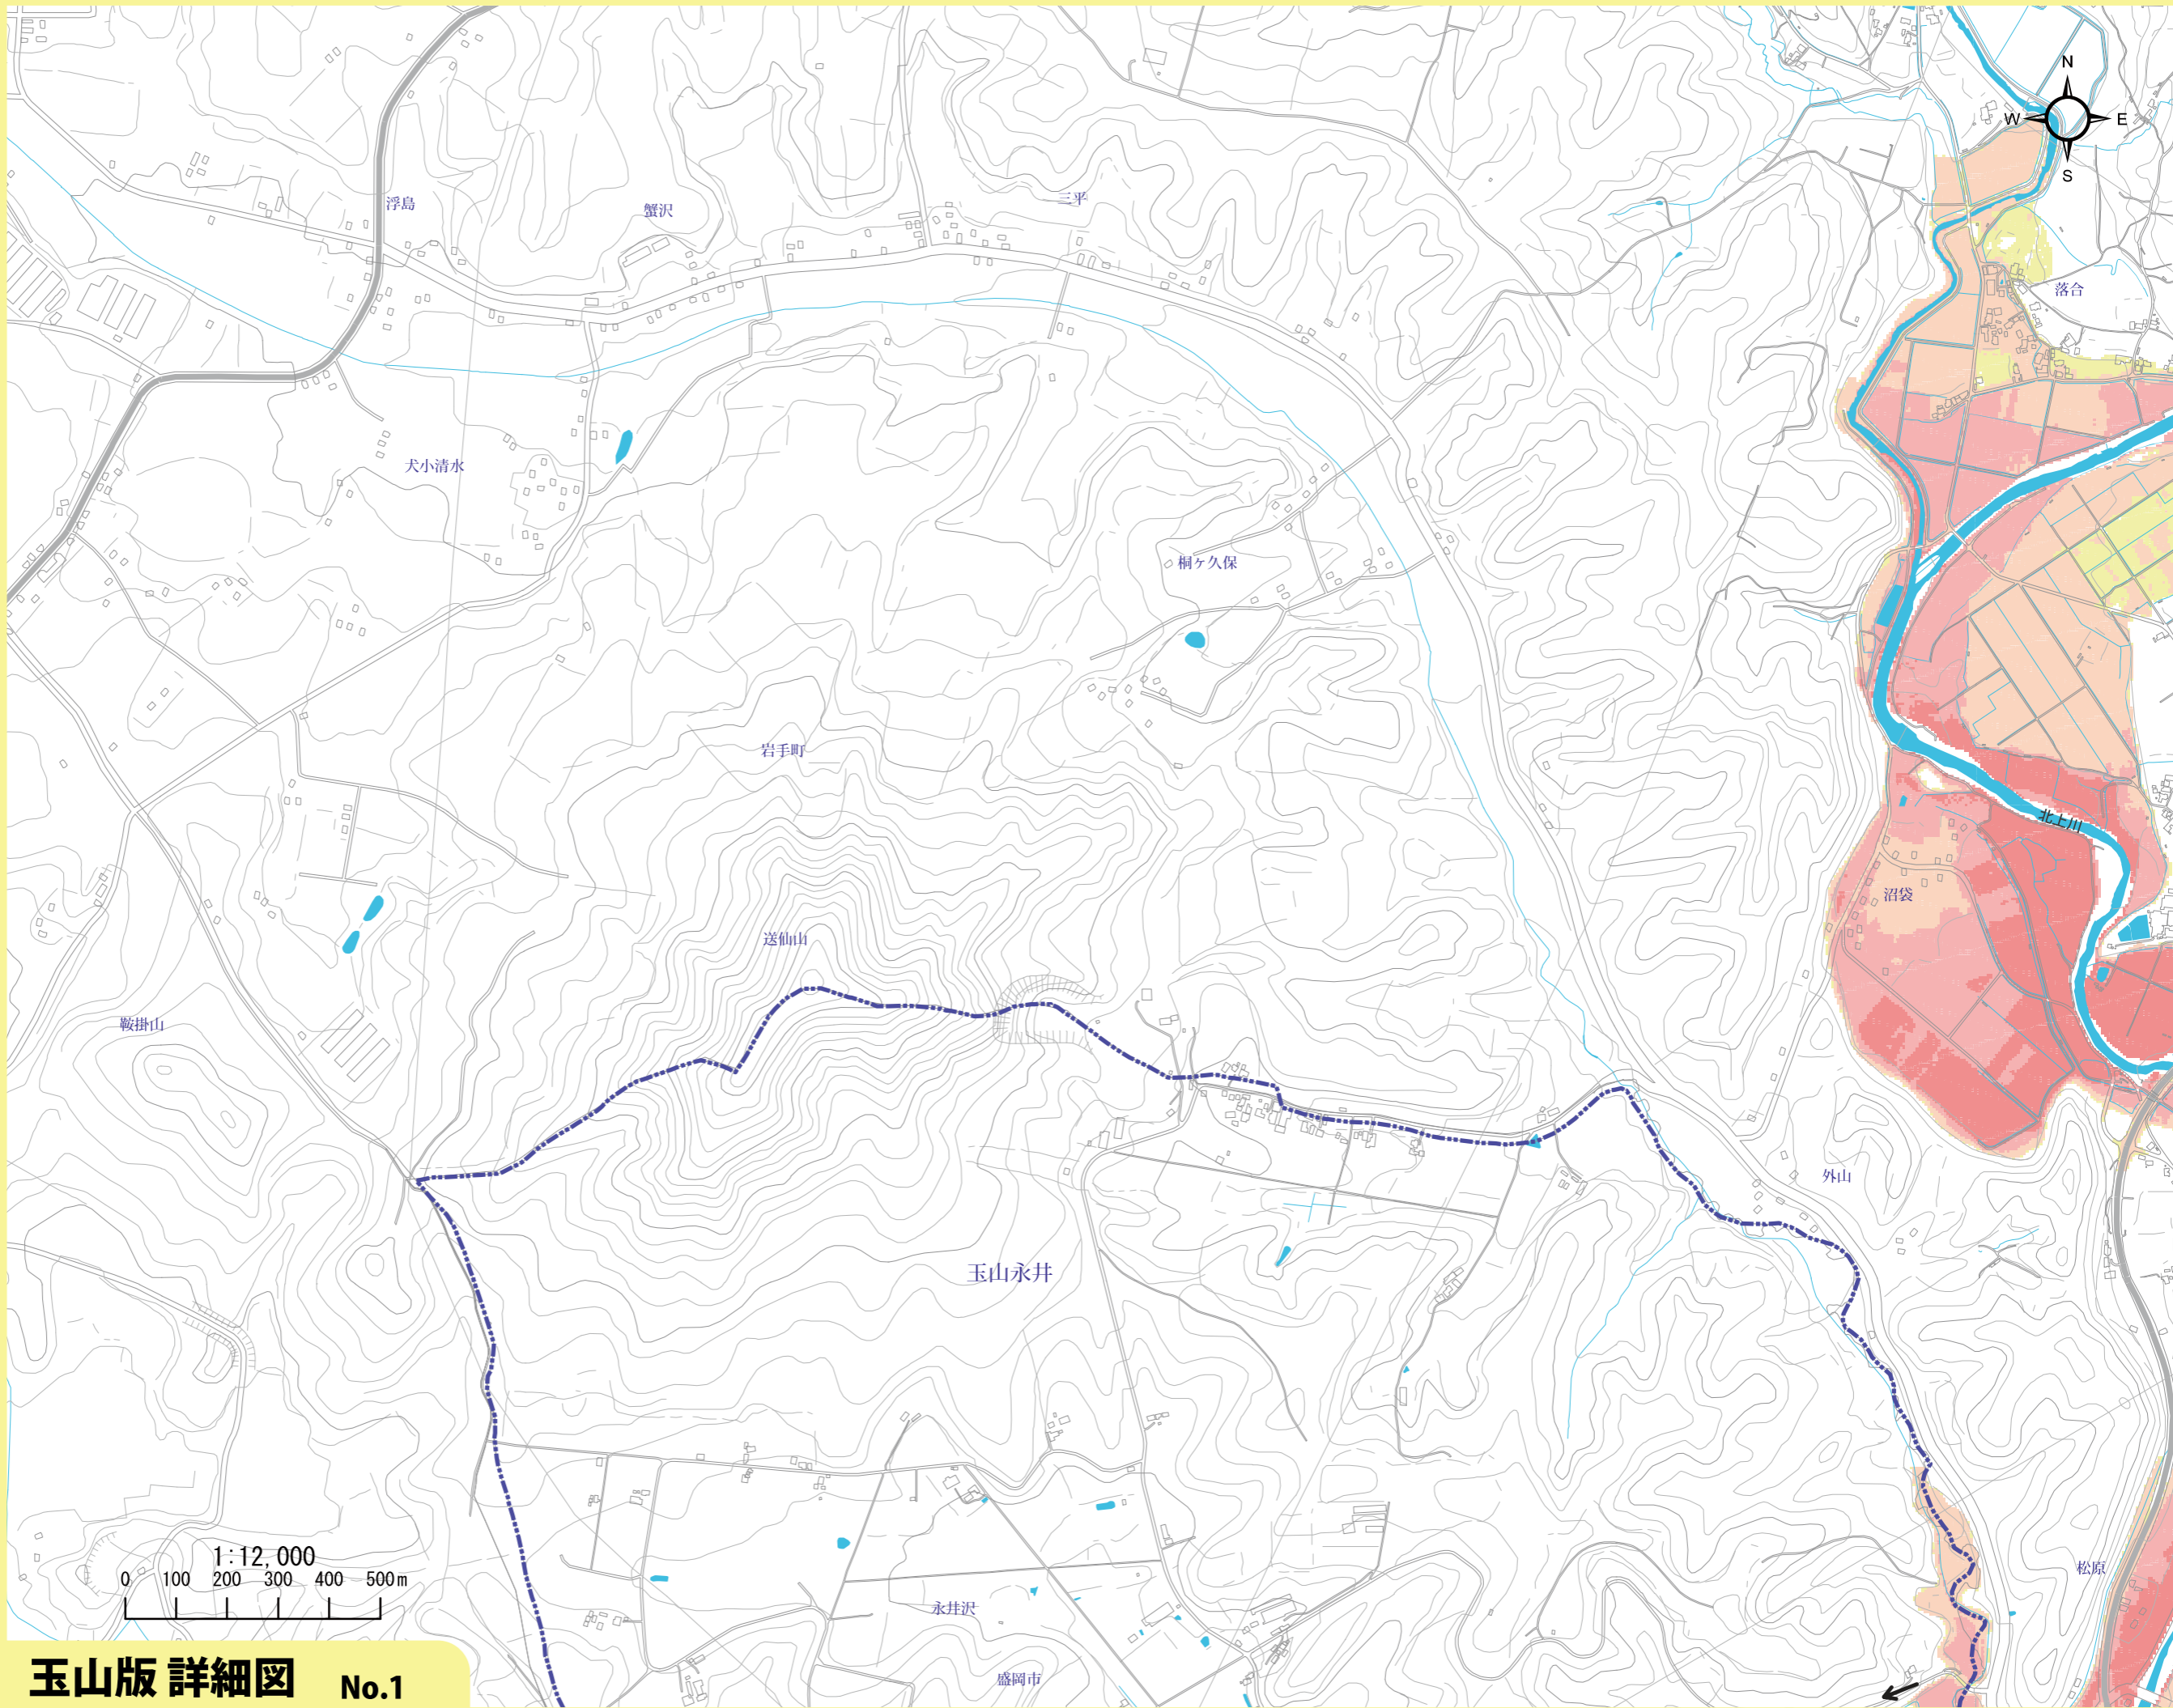 N
W
E
S
浮島
蟹沢
三平
落合
犬小清水
桐ヶ久保
岩手町
北上川
沼袋
送仙山
鞍掛山
外山
玉山永井
松原
永井沢
盛岡市
1:12,000
0 100 200 300 400 500m
玉山版 詳細図 No.1